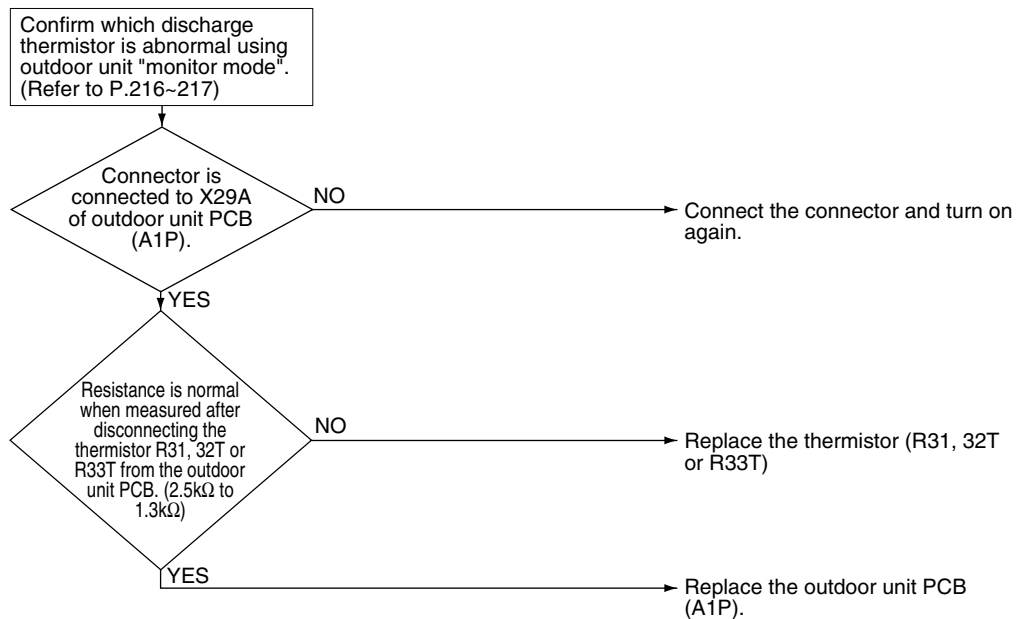 Confirm which discharge
thermistor is abnormal using
outdoor unit "monitor mode".
(Refer to P.216~217)
Connector is
connected to X29A
of outdoor unit PCB
(A1P).
NO
Connect the connector and turn on
again.
YES
Resistance is normal
when measured after
disconnecting the
thermistor R31, 32T or
R33T from the outdoor
unit PCB. (2.5kΩ to
1.3kΩ)
NO
Replace the thermistor (R31, 32T
or R33T)
YES
Replace the outdoor unit PCB
(A1P).